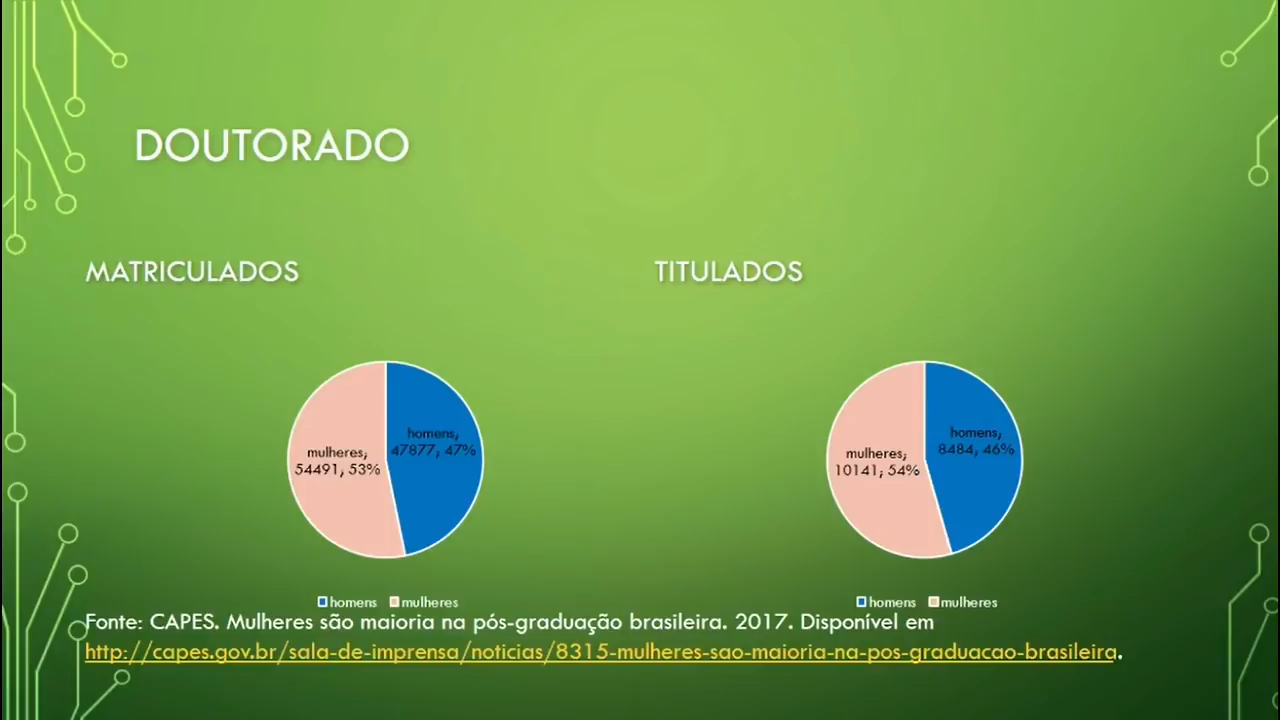 DOUTORADO
MATRICULADOS
TITULADOS
homens;
47877; 47%
mulheres;
54491; 53%
homens
mulheres
homens;
8484; 46%
mulheres;
10141; 54%
homens
mulheres
Fonte: CAPES. Mulheres são maioria na pós-graduação brasileira. 2017. Disponível em
http://capes.gov.br/sala-de-imprensa/noticias/8315-mulheres-sao-maioria-na-pos-graduacao-brasileira.